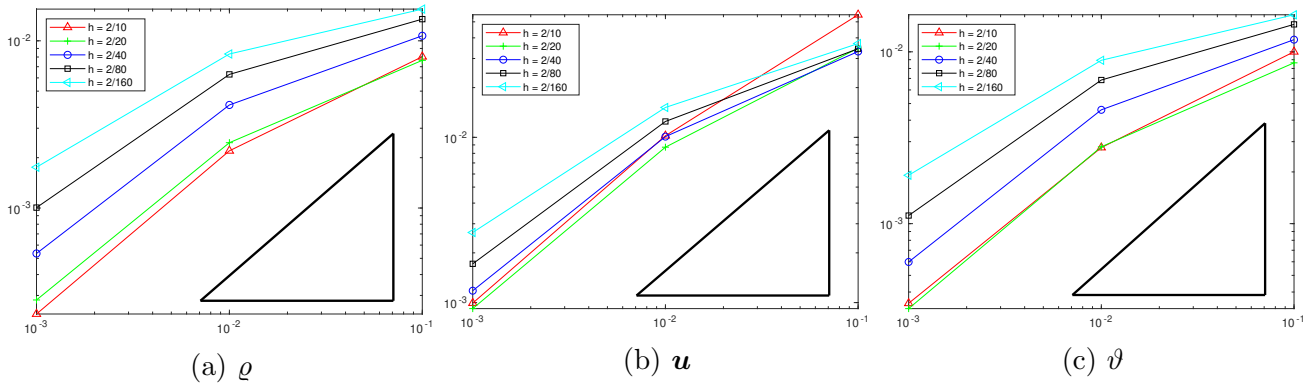 10⁻²
10⁻³
10⁻³
10⁻²
10⁻¹
h = 2/10
h = 2/20
h = 2/40
h = 2/80
h = 2/160
(a) ϱ
10⁻²
10⁻³
10⁻³
10⁻²
10⁻¹
h = 2/10
h = 2/20
h = 2/40
h = 2/80
h = 2/160
(b) u
10⁻²
10⁻³
10⁻³
10⁻²
10⁻¹
h = 2/10
h = 2/20
h = 2/40
h = 2/80
h = 2/160
(c) ϑ